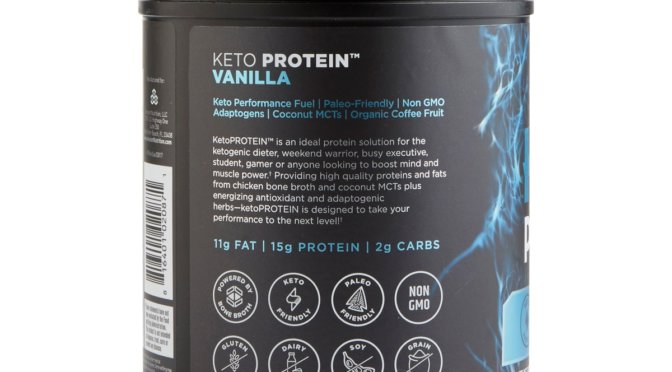 KETO PROTEIN™
VANILLA
Keto Performance Fuel | Paleo-Friendly | Non GMO
Adaptogens | Coconut MCTs | Organic Coffee Fruit
KetoPROTEIN™ is an ideal protein solution for the
ketogenic dieter, weekend warrior, busy executive,
student, gamer or anyone looking to boost mind and
muscle power.† Providing high quality proteins and fats
from chicken bone broth and coconut MCTs plus
energizing antioxidant and adaptogenic
herbs—ketoPROTEIN is designed to take your
performance to the next level!†
11g FAT | 15g PROTEIN | 2g CARBS
POWERED BY
BONE BROTH
KETO
FRIENDLY
PALEO
FRIENDLY
NON
GMO
GLUTEN
DAIRY
SOY
GRAIN